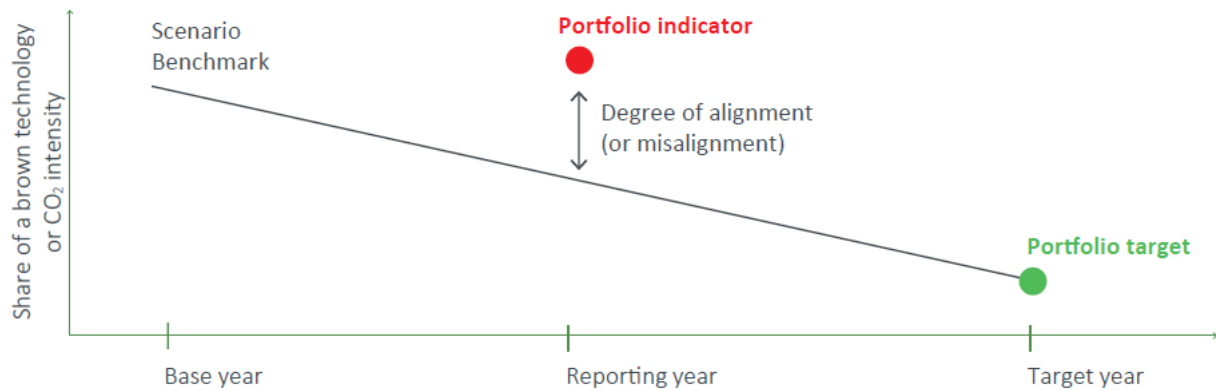 Share of a brown technology
or CO₂ intensity
Scenario
Benchmark
Portfolio indicator
Degree of alignment
(or misalignment)
Portfolio target
Base year
Reporting year
Target year